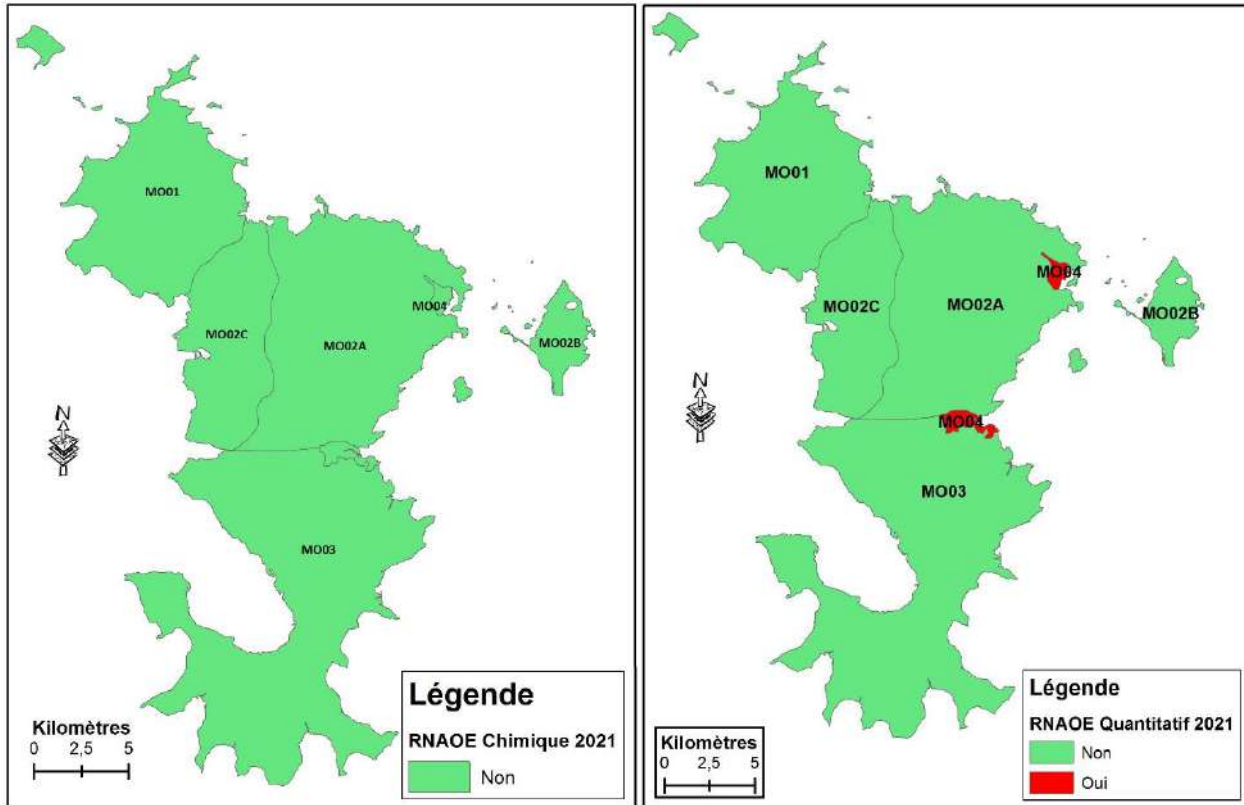 MO01
MO04
MO02C
MO02A
MO02B
N
MO03
Légende
Kilomètres
RNAOE Chimique 2021
0 2,5 5
Non
MO01
MO04
MO02C
MO02A
MO02B
N
MO04
MO03
Légende
RNAOE Quantitatif 2021
Kilomètres
Non
0 2,5 5
Oui